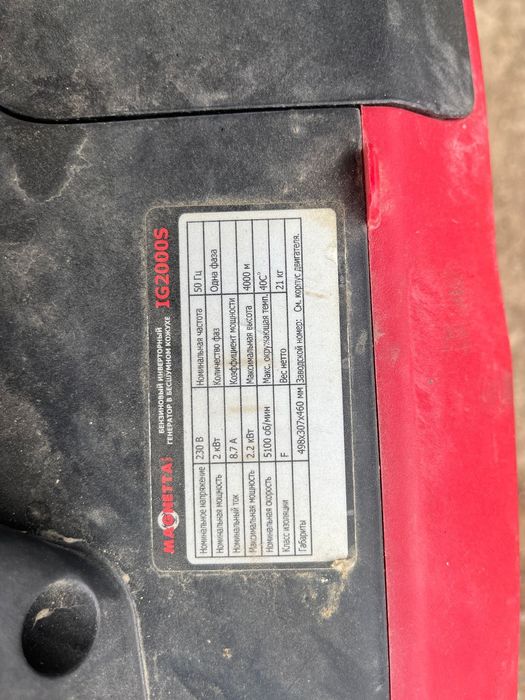 MAGNETTA
БЕНЗИНОВЫЙ ИНВЕРТОРНЫЙ
ГЕНЕРАТОР В БЕСШУМНОМ КОЖУХЕ
IG2000S
Номинальное напряжение 230 В Номинальная частота 50 Гц
Номинальная мощность 2 кВт Количество фаз Одна фаза
Номинальный ток 8.7 А Коэффициент мощности
Максимальная мощность 2.2 кВт Максимальная высота 4000 м
Номинальная скорость 5100 об/мин Макс. окружающая темп. 40С°
Класс изоляции F Вес нетто 21 кг
Габариты 498x307x460 мм Заводской номер: См. корпус двигателя.